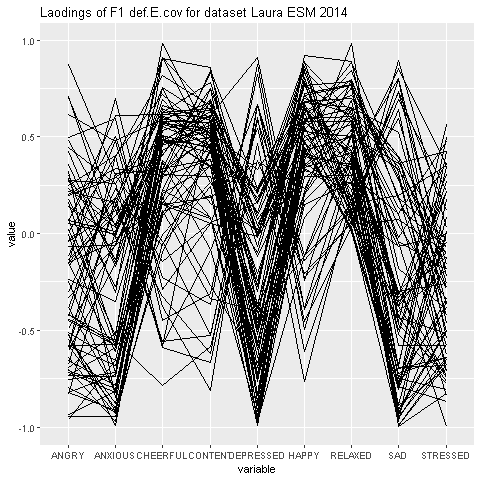 Laodings of F1 def.E.cov for dataset Laura ESM 2014
1.0
0.5
0.0
-0.5
-1.0
value
ANGRY ANXIOUS CHEERFUL CONTENT DEPRESSED HAPPY RELAXED SAD STRESSED
variable